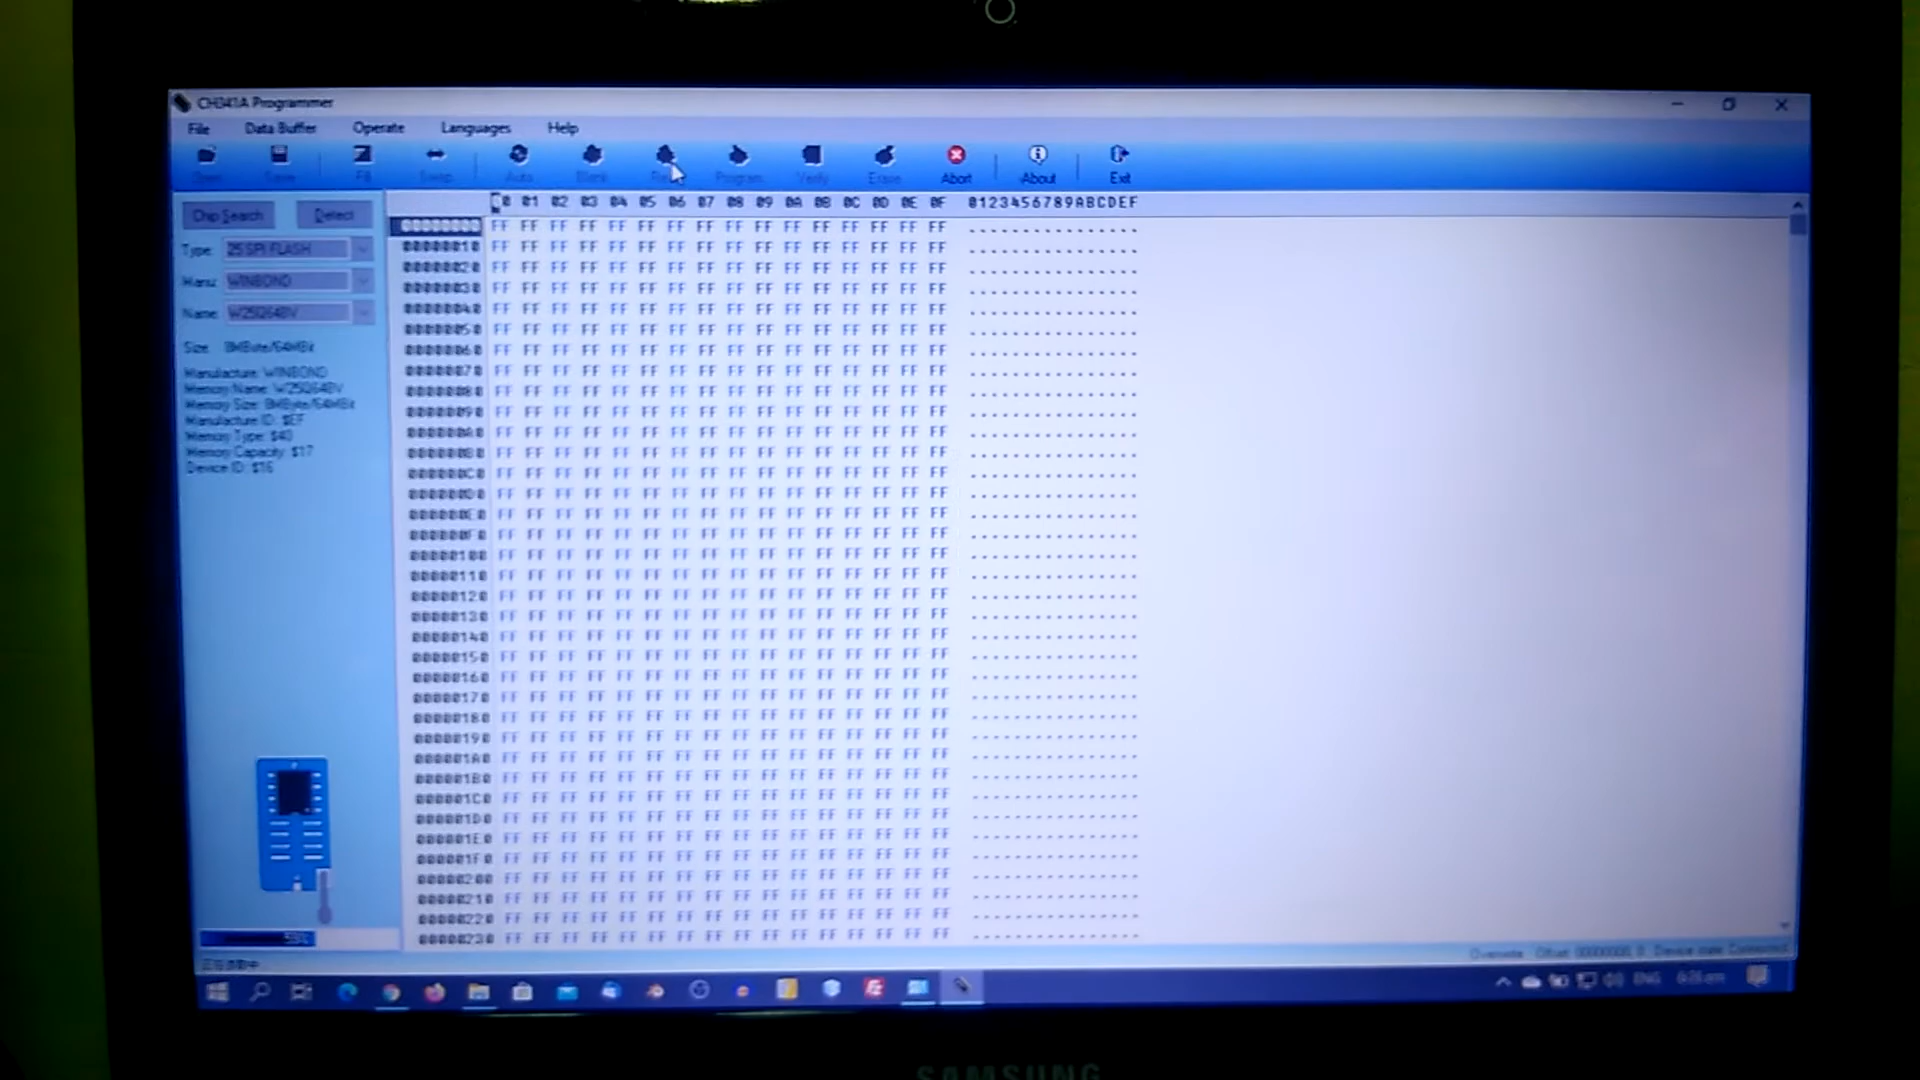 CH341A Programmer
File Data Buffer Operate Languages Help
Open Save Fill Swap Auto Blank Read Program Verify Erase Abort About Exit
Chip Search Detect
00 01 02 03 04 05 06 07 08 09 0A 0B 0C 0D 0E 0F 0123456789ABCDEF
Type: 25 SPI FLASH
Manu: WINBOND
Name: W25Q64BV
Size: 8MByte/64MBit
Manufacture: WINBOND
Memory Name: W25Q64BV
Memory Size: 8MByte/64MBit
Manufacture ID: $EF
Memory Type: $40
Memory Capacity: $17
Device ID: $16
00000000 FF FF FF FF FF FF FF FF FF FF FF FF FF FF FF FF ................
00000010 FF FF FF FF FF FF FF FF FF FF FF FF FF FF FF FF ................
00000020 FF FF FF FF FF FF FF FF FF FF FF FF FF FF FF FF ................
00000030 FF FF FF FF FF FF FF FF FF FF FF FF FF FF FF FF ................
00000040 FF FF FF FF FF FF FF FF FF FF FF FF FF FF FF FF ................
00000050 FF FF FF FF FF FF FF FF FF FF FF FF FF FF FF FF ................
00000060 FF FF FF FF FF FF FF FF FF FF FF FF FF FF FF FF ................
00000070 FF FF FF FF FF FF FF FF FF FF FF FF FF FF FF FF ................
00000080 FF FF FF FF FF FF FF FF FF FF FF FF FF FF FF FF ................
00000090 FF FF FF FF FF FF FF FF FF FF FF FF FF FF FF FF ................
000000A0 FF FF FF FF FF FF FF FF FF FF FF FF FF FF FF FF ................
000000B0 FF FF FF FF FF FF FF FF FF FF FF FF FF FF FF FF ................
000000C0 FF FF FF FF FF FF FF FF FF FF FF FF FF FF FF FF ................
000000D0 FF FF FF FF FF FF FF FF FF FF FF FF FF FF FF FF ................
000000E0 FF FF FF FF FF FF FF FF FF FF FF FF FF FF FF FF ................
000000F0 FF FF FF FF FF FF FF FF FF FF FF FF FF FF FF FF ................
00000100 FF FF FF FF FF FF FF FF FF FF FF FF FF FF FF FF ................
00000110 FF FF FF FF FF FF FF FF FF FF FF FF FF FF FF FF ................
00000120 FF FF FF FF FF FF FF FF FF FF FF FF FF FF FF FF ................
00000130 FF FF FF FF FF FF FF FF FF FF FF FF FF FF FF FF ................
00000140 FF FF FF FF FF FF FF FF FF FF FF FF FF FF FF FF ................
00000150 FF FF FF FF FF FF FF FF FF FF FF FF FF FF FF FF ................
00000160 FF FF FF FF FF FF FF FF FF FF FF FF FF FF FF FF ................
00000170 FF FF FF FF FF FF FF FF FF FF FF FF FF FF FF FF ................
00000180 FF FF FF FF FF FF FF FF FF FF FF FF FF FF FF FF ................
00000190 FF FF FF FF FF FF FF FF FF FF FF FF FF FF FF FF ................
000001A0 FF FF FF FF FF FF FF FF FF FF FF FF FF FF FF FF ................
000001B0 FF FF FF FF FF FF FF FF FF FF FF FF FF FF FF FF ................
000001C0 FF FF FF FF FF FF FF FF FF FF FF FF FF FF FF FF ................
000001D0 FF FF FF FF FF FF FF FF FF FF FF FF FF FF FF FF ................
000001E0 FF FF FF FF FF FF FF FF FF FF FF FF FF FF FF FF ................
000001F0 FF FF FF FF FF FF FF FF FF FF FF FF FF FF FF FF ................
00000200 FF FF FF FF FF FF FF FF FF FF FF FF FF FF FF FF ................
00000210 FF FF FF FF FF FF FF FF FF FF FF FF FF FF FF FF ................
00000220 FF FF FF FF FF FF FF FF FF FF FF FF FF FF FF FF ................
00000230 FF FF FF FF FF FF FF FF FF FF FF FF FF FF FF FF ................
Overwrite Offset: 00000000, 0 Device state: Connected
ENG
SAMSUNG